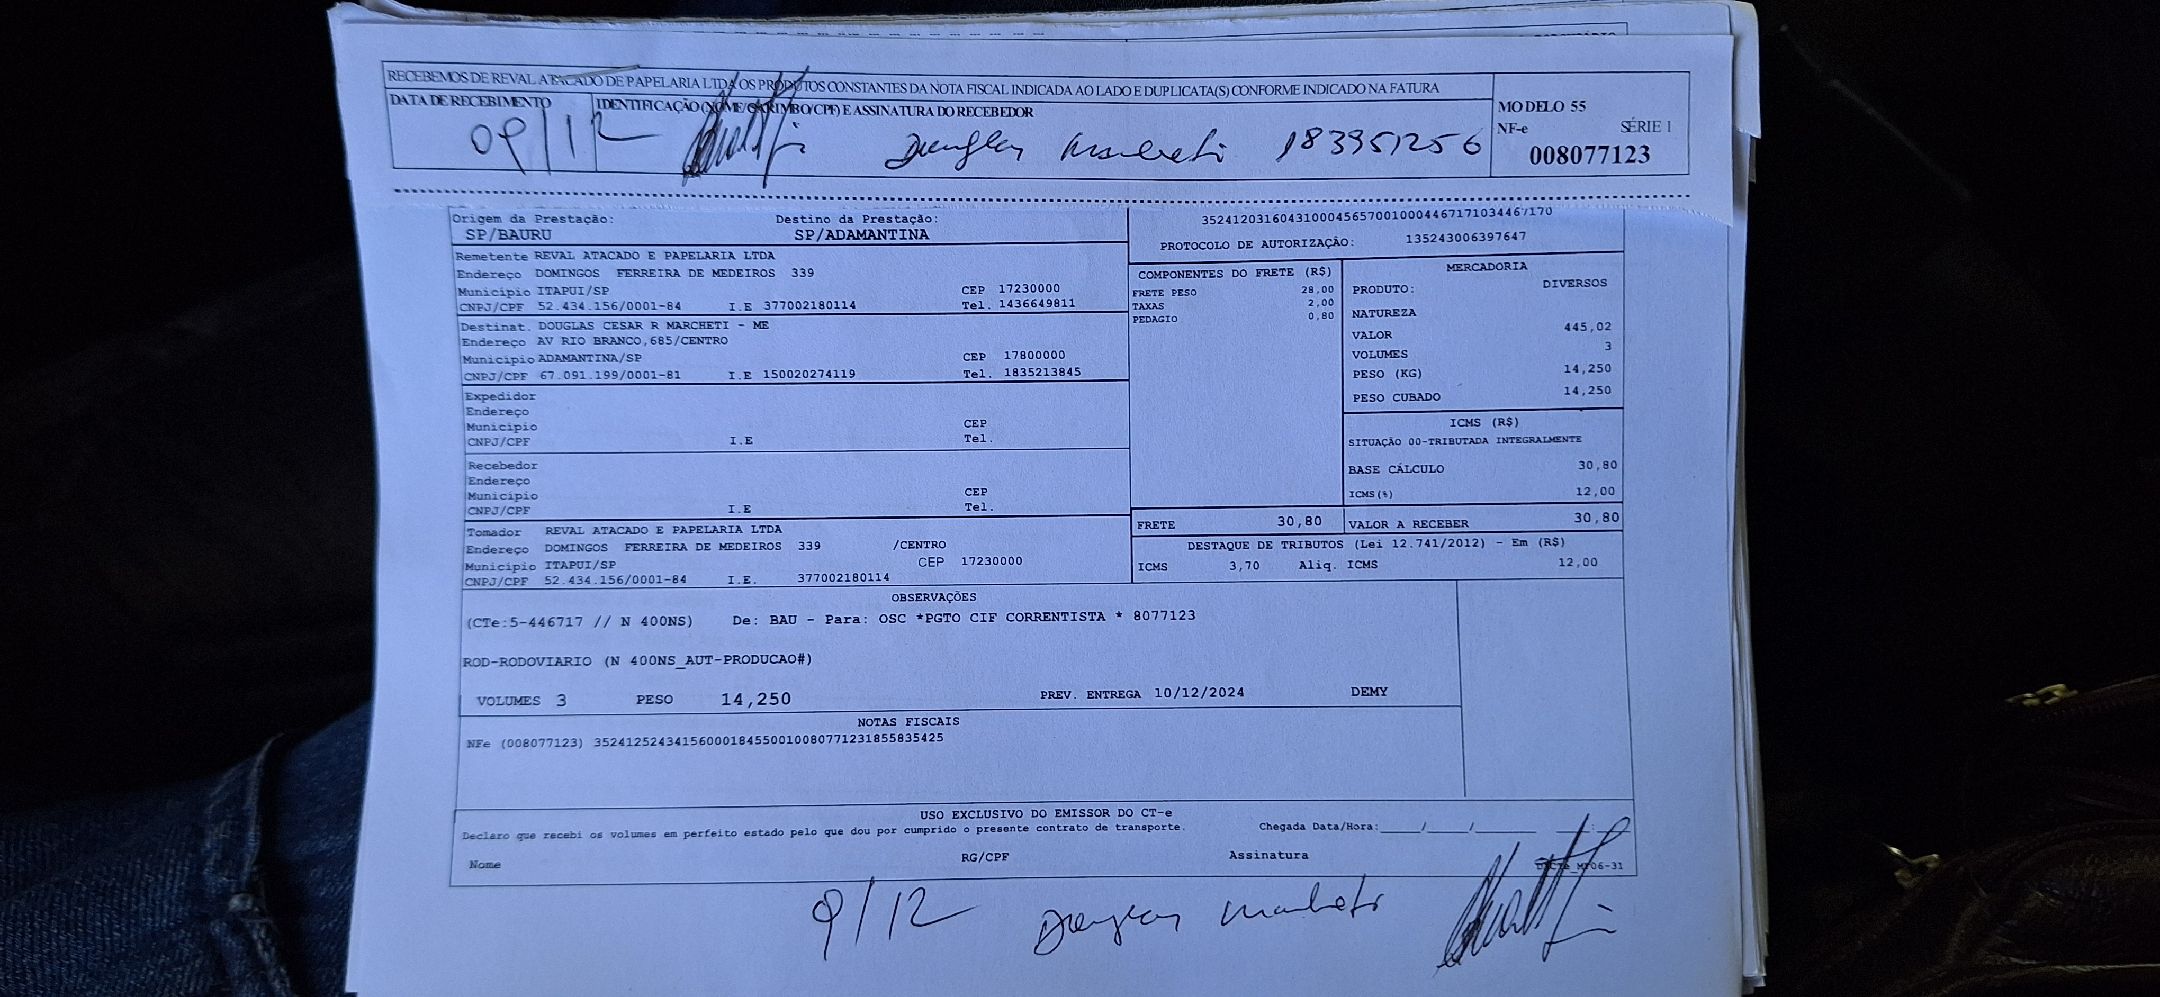 RECEBEMOS DE REVAL ATACADO DE PAPELARIA LTDA OS PRODUTOS CONSTANTES DA NOTA FISCAL INDICADA AO LADO E DUPLICATA(S) CONFORME INDICADO NA FATURA
DATA DE RECEBIMENTO
IDENTIFICAÇÃO (NOME/CARIMBO/CPF) E ASSINATURA DO RECEBEDOR
09/12
Douglas Marcheti 183951256
MODELO 55
NF-e SÉRIE 1
008077123
Origem da Prestação: Destino da Prestação:
SP/BAURU SP/ADAMANTINA
35241203160431000456570010004467171034467170
PROTOCOLO DE AUTORIZAÇÃO: 135243006397647
Remetente REVAL ATACADO E PAPELARIA LTDA
Endereço DOMINGOS FERREIRA DE MEDEIROS 339
Municipio ITAPUI/SP CEP 17230000
CNPJ/CPF 52.434.156/0001-84 I.E 377002180114 Tel. 1436649811
Destinat. DOUGLAS CESAR R MARCHETI - ME
Endereço AV RIO BRANCO,685/CENTRO
Municipio ADAMANTINA/SP CEP 17800000
CNPJ/CPF 67.091.199/0001-81 I.E 150020274119 Tel. 1835213845
Expedidor
Endereço
Municipio CEP
CNPJ/CPF I.E Tel.
Recebedor
Endereço
Municipio CEP
CNPJ/CPF I.E Tel.
Tomador REVAL ATACADO E PAPELARIA LTDA
Endereço DOMINGOS FERREIRA DE MEDEIROS 339 /CENTRO
Municipio ITAPUI/SP CEP 17230000
CNPJ/CPF 52.434.156/0001-84 I.E. 377002180114
COMPONENTES DO FRETE (R$)
FRETE PESO 28,00
TAXAS 2,00
PEDAGIO 0,80
MERCADORIA
PRODUTO: DIVERSOS
NATUREZA
VALOR 445,02
VOLUMES 3
PESO (KG) 14,250
PESO CUBADO 14,250
ICMS (R$)
SITUAÇÃO 00-TRIBUTADA INTEGRALMENTE
BASE CÁLCULO 30,80
ICMS(%) 12,00
FRETE 30,80 VALOR A RECEBER 30,80
DESTAQUE DE TRIBUTOS (Lei 12.741/2012) - Em (R$)
ICMS 3,70 Aliq. ICMS 12,00
OBSERVAÇÕES
(CTe:5-446717 // N 400NS) De: BAU - Para: OSC *PGTO CIF CORRENTISTA * 8077123
ROD-RODOVIARIO (N 400NS_AUT-PRODUCAO#)
VOLUMES 3 PESO 14,250 PREV. ENTREGA 10/12/2024 DEMY
NOTAS FISCAIS
NFe (008077123) 35241252434156000184550010080771231855835425
USO EXCLUSIVO DO EMISSOR DO CT-e
Declaro que recebi os volumes em perfeito estado pelo que dou por cumprido o presente contrato de transporte. Chegada Data/Hora:____/____/______ ___:___
Nome RG/CPF Assinatura
9/12 Douglas Marcheti